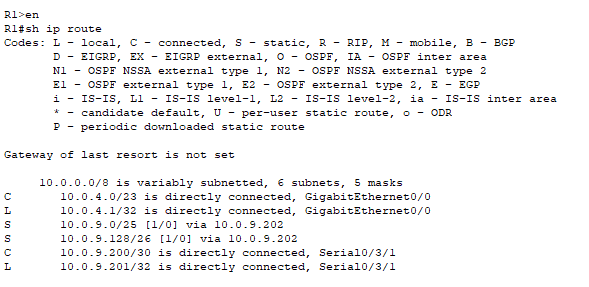 R1>en
R1#sh ip route
Codes: L - local, C - connected, S - static, R - RIP, M - mobile, B - BGP
D - EIGRP, EX - EIGRP external, O - OSPF, IA - OSPF inter area
N1 - OSPF NSSA external type 1, N2 - OSPF NSSA external type 2
E1 - OSPF external type 1, E2 - OSPF external type 2, E - EGP
i - IS-IS, L1 - IS-IS level-1, L2 - IS-IS level-2, ia - IS-IS inter area
* - candidate default, U - per-user static route, o - ODR
P - periodic downloaded static route
Gateway of last resort is not set
10.0.0.0/8 is variably subnetted, 6 subnets, 5 masks
C 10.0.4.0/23 is directly connected, GigabitEthernet0/0
L 10.0.4.1/32 is directly connected, GigabitEthernet0/0
S 10.0.9.0/25 [1/0] via 10.0.9.202
S 10.0.9.128/26 [1/0] via 10.0.9.202
C 10.0.9.200/30 is directly connected, Serial0/3/1
L 10.0.9.201/32 is directly connected, Serial0/3/1